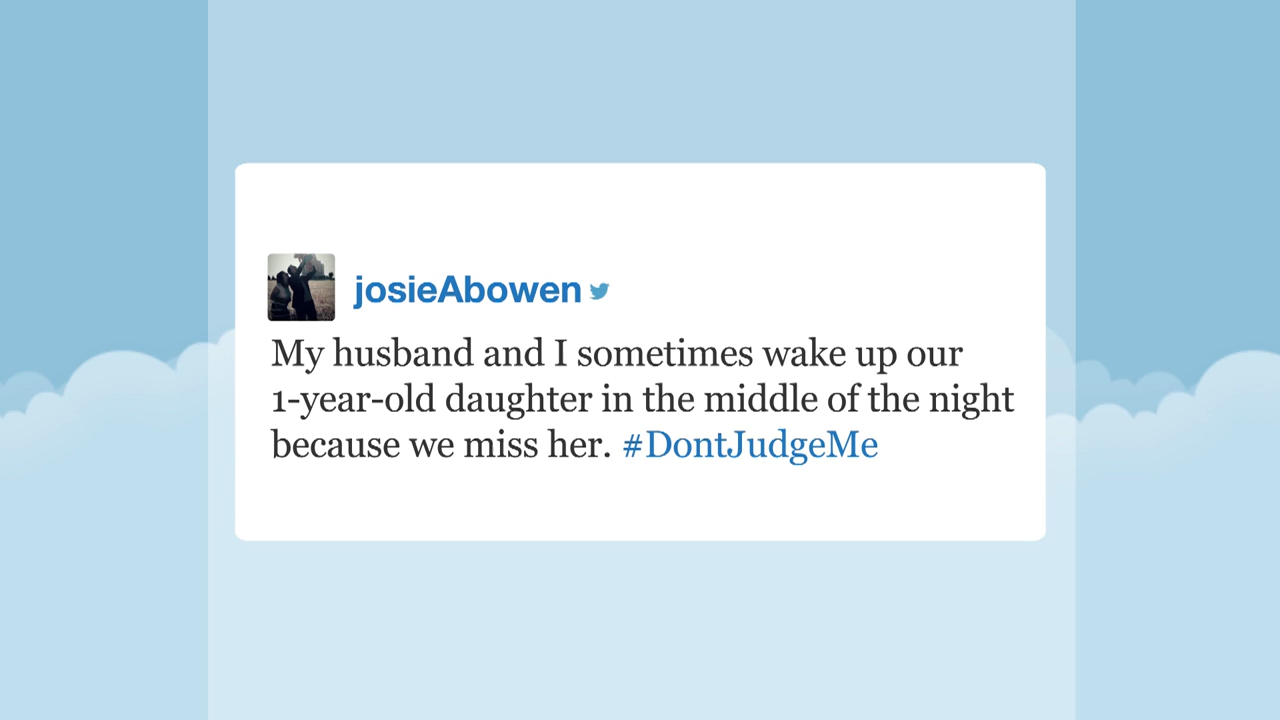 josieAbowen
My husband and I sometimes wake up our
1-year-old daughter in the middle of the night
because we miss her. #DontJudgeMe